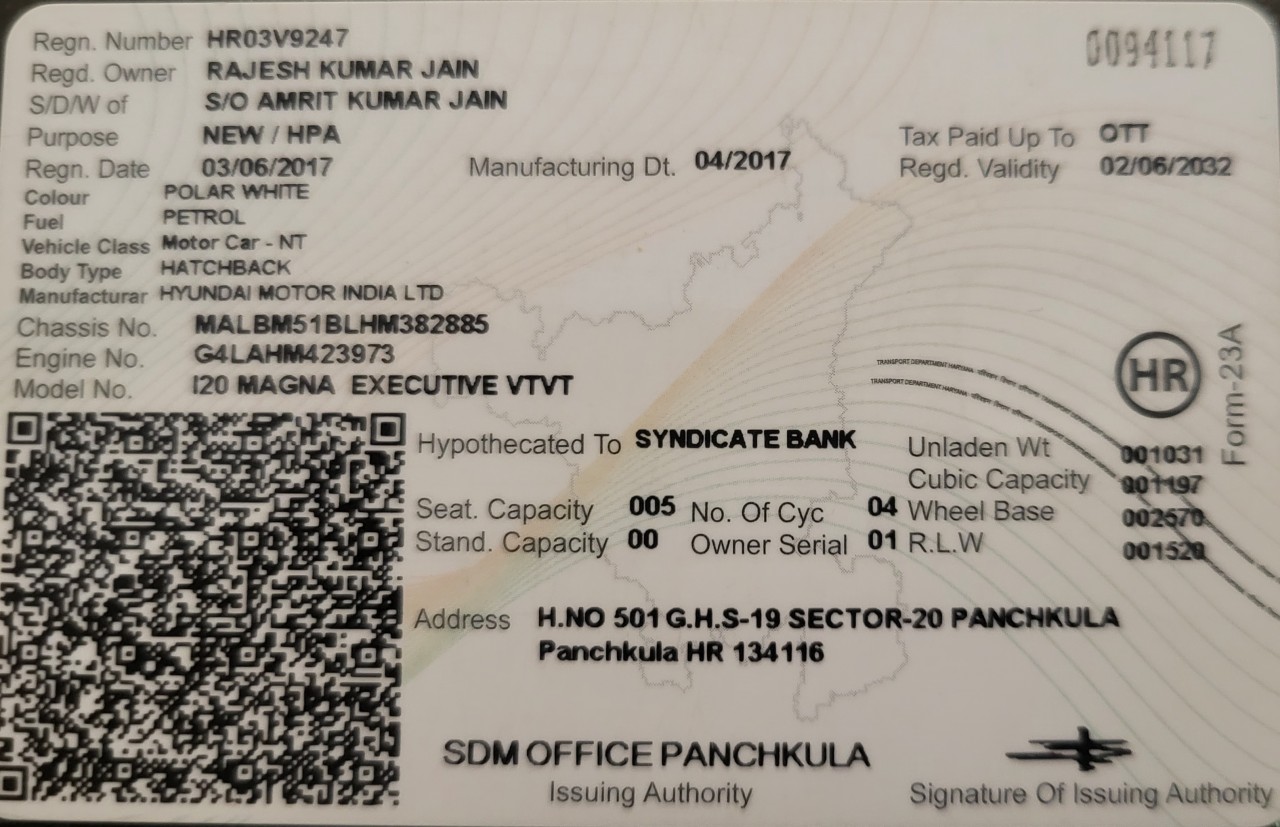 Regn. Number HR03V9247 0094117
Regd. Owner RAJESH KUMAR JAIN
S/D/W of S/O AMRIT KUMAR JAIN
Purpose NEW / HPA Tax Paid Up To OTT
Regn. Date 03/06/2017 Manufacturing Dt. 04/2017 Regd. Validity 02/06/2032
Colour POLAR WHITE
Fuel PETROL
Vehicle Class Motor Car - NT
Body Type HATCHBACK
Manufacturar HYUNDAI MOTOR INDIA LTD
Chassis No. MALBM51BLHM382885
Engine No. G4LAHM423973
Model No. I20 MAGNA EXECUTIVE VTVT
TRANSPORT DEPARTMENT HARYANA
TRANSPORT DEPARTMENT HARYANA
HR
Form-23A
Hypothecated To SYNDICATE BANK Unladen Wt 001031
Cubic Capacity 001197
Seat. Capacity 005 No. Of Cyc 04 Wheel Base 002570
Stand. Capacity 00 Owner Serial 01 R.L.W 001520
Address H.NO 501 G.H.S-19 SECTOR-20 PANCHKULA
Panchkula HR 134116
SDM OFFICE PANCHKULA
Issuing Authority Signature Of Issuing Authority